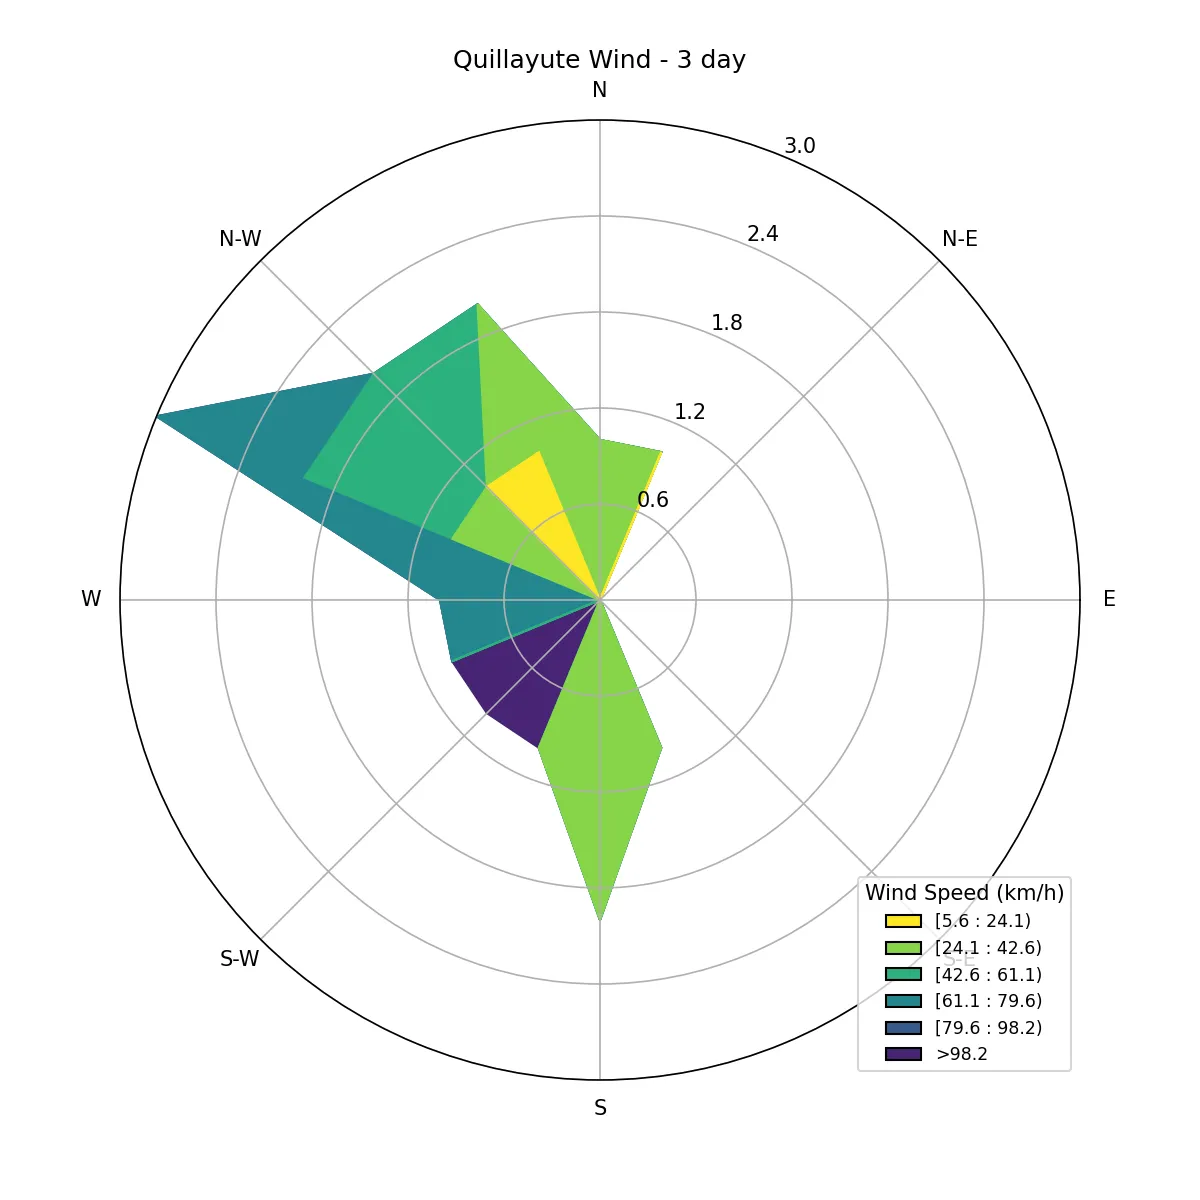 Quillayute Wind - 3 day
N
3.0
N-W
2.4
N-E
1.8
1.2
0.6
W
E
Wind Speed (km/h)
[5.6 : 24.1)
[24.1 : 42.6)
S-W
S-E
[42.6 : 61.1)
[61.1 : 79.6)
[79.6 : 98.2)
>98.2
S